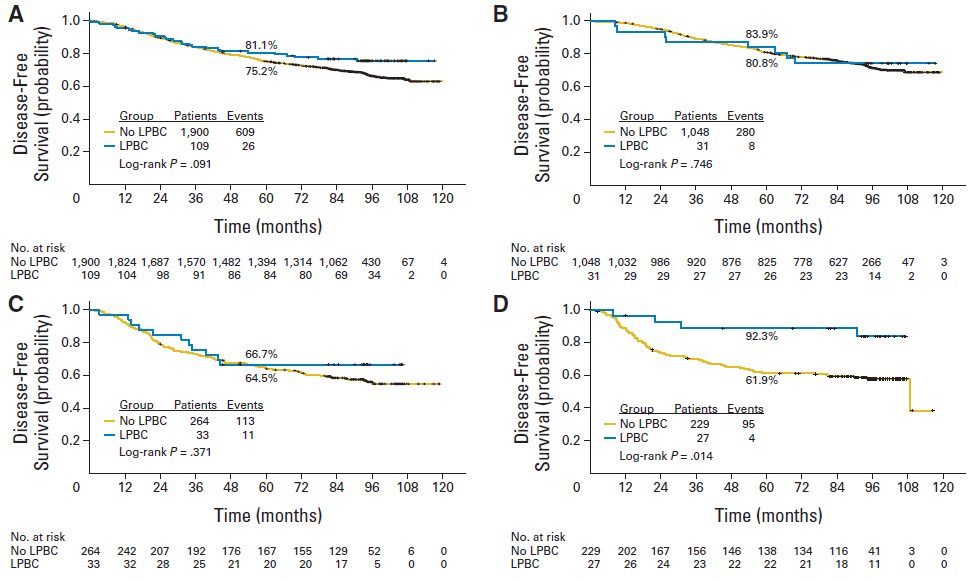 A
Disease-Free
Survival (probability)
1.0
0.8
0.6
0.4
0.2
81.1%
75.2%
Group Patients Events
No LPBC 1,900 609
LPBC 109 26
Log-rank P = .091
0 12 24 36 48 60 72 84 96 108 120
Time (months)
No. at risk
No LPBC 1,900 1,824 1,687 1,570 1,482 1,394 1,314 1,062 430 67 4
LPBC 109 104 98 91 86 84 80 69 34 2 0
B
Disease-Free
Survival (probability)
1.0
0.8
0.6
0.4
0.2
83.9%
80.8%
Group Patients Events
No LPBC 1,048 280
LPBC 31 8
Log-rank P = .746
0 12 24 36 48 60 72 84 96 108 120
Time (months)
No. at risk
No LPBC 1,048 1,032 986 920 876 825 778 627 266 47 3
LPBC 31 29 29 27 27 26 23 23 14 2 0
C
Disease-Free
Survival (probability)
1.0
0.8
0.6
0.4
0.2
66.7%
64.5%
Group Patients Events
No LPBC 264 113
LPBC 33 11
Log-rank P = .371
0 12 24 36 48 60 72 84 96 108 120
Time (months)
No. at risk
No LPBC 264 242 207 192 176 167 155 129 52 6 0
LPBC 33 32 28 25 21 20 20 17 5 0 0
D
Disease-Free
Survival (probability)
1.0
0.8
0.6
0.4
0.2
92.3%
61.9%
Group Patients Events
No LPBC 229 95
LPBC 27 4
Log-rank P = .014
0 12 24 36 48 60 72 84 96 108 120
Time (months)
No. at risk
No LPBC 229 202 167 156 146 138 134 116 41 3 0
LPBC 27 26 24 23 22 22 21 18 11 0 0